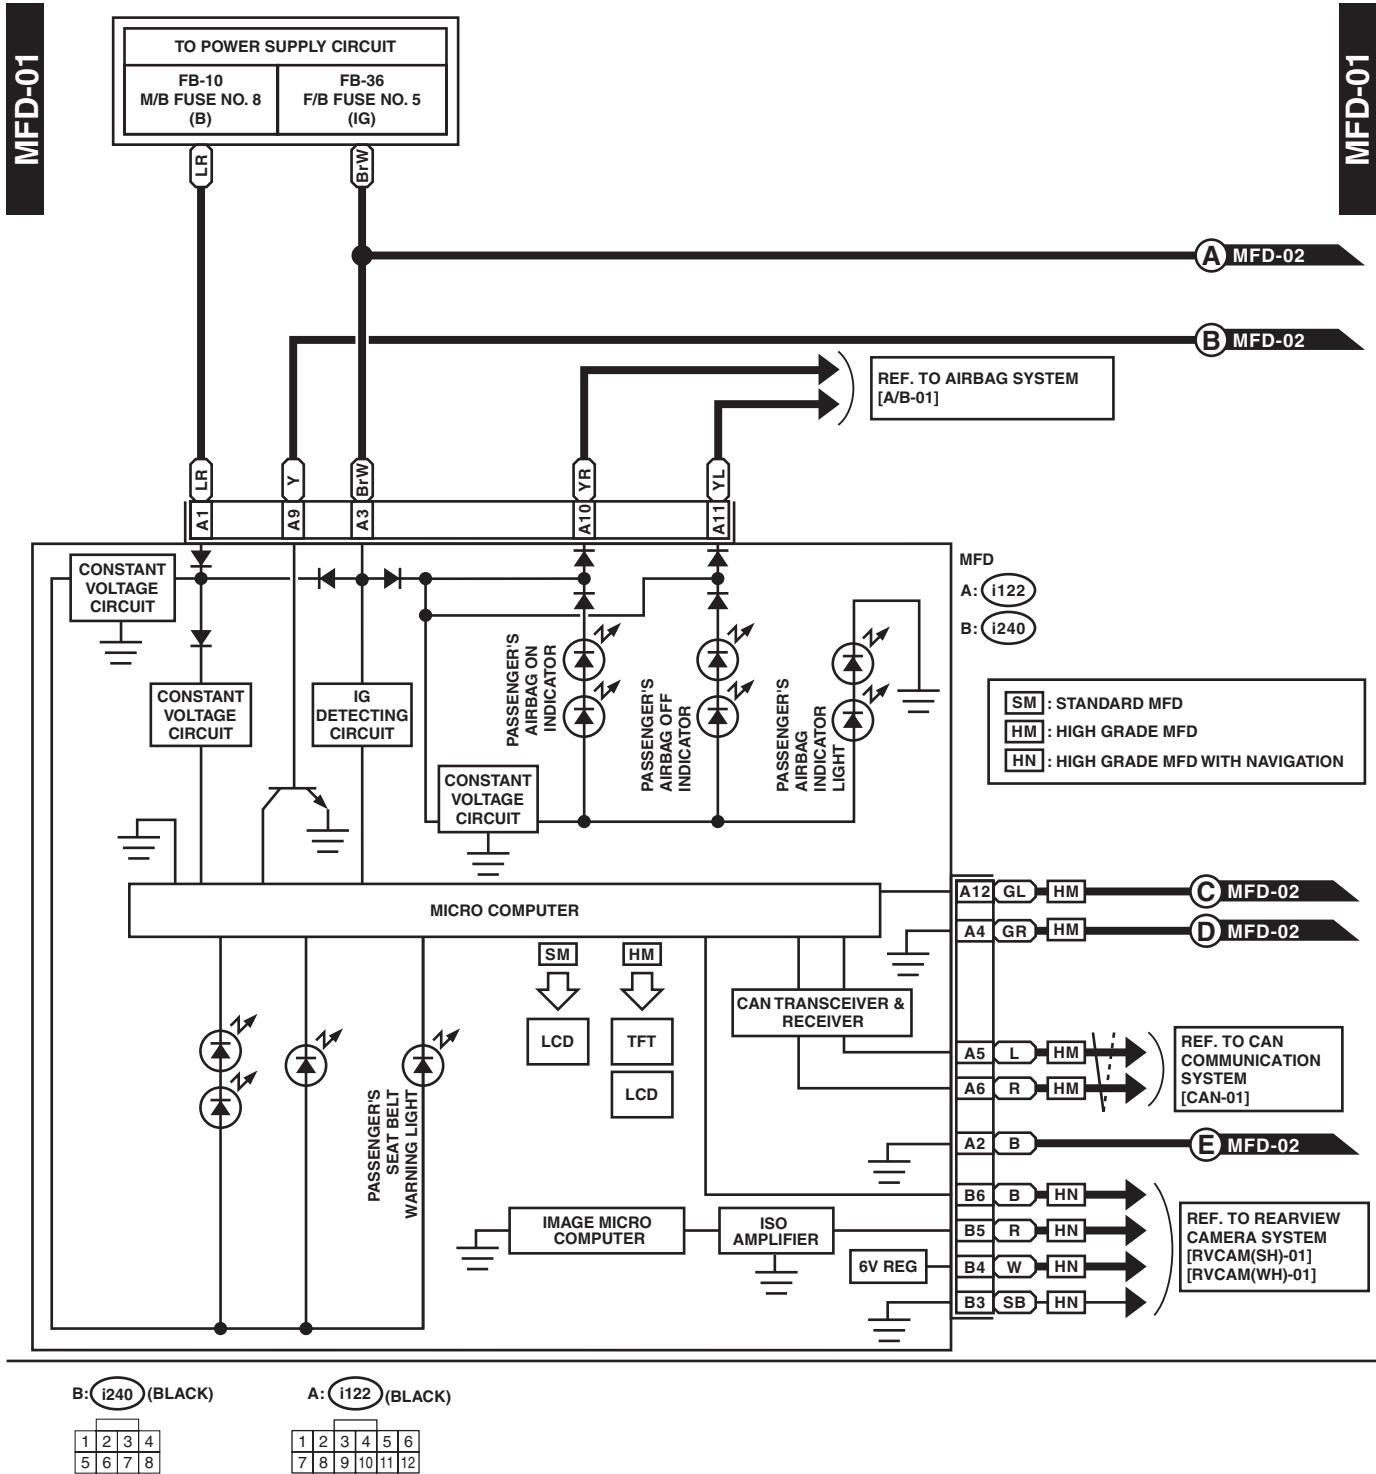 MFD-01
MFD-01
TO POWER SUPPLY CIRCUIT
FB-10
M/B FUSE NO. 8
(B)
FB-36
F/B FUSE NO. 5
(IG)
LR
BrW
A MFD-02
B MFD-02
REF. TO AIRBAG SYSTEM
[A/B-01]
LR
Y
BrW
YR
YL
A1
A9
A3
A10
A11
CONSTANT
VOLTAGE
CIRCUIT
MFD
A: i122
B: i240
PASSENGER'S
AIRBAG ON
INDICATOR
PASSENGER'S
AIRBAG OFF
INDICATOR
PASSENGER'S
AIRBAG
INDICATOR
LIGHT
CONSTANT
VOLTAGE
CIRCUIT
IG
DETECTING
CIRCUIT
SM : STANDARD MFD
HM : HIGH GRADE MFD
HN : HIGH GRADE MFD WITH NAVIGATION
CONSTANT
VOLTAGE
CIRCUIT
MICRO COMPUTER
A12 GL HM C MFD-02
A4 GR HM D MFD-02
SM
HM
LCD
TFT
LCD
CAN TRANSCEIVER &
RECEIVER
A5 L HM
A6 R HM
REF. TO CAN
COMMUNICATION
SYSTEM
[CAN-01]
PASSENGER'S
SEAT BELT
WARNING LIGHT
A2 B E MFD-02
B6 B HN
B5 R HN
B4 W HN
B3 SB HN
IMAGE MICRO
COMPUTER
ISO
AMPLIFIER
6V REG
REF. TO REARVIEW
CAMERA SYSTEM
[RVCAM(SH)-01]
[RVCAM(WH)-01]
B: i240 (BLACK)
1 2 3 4
5 6 7 8
A: i122 (BLACK)
1 2 3 4 5 6
7 8 9 10 11 12